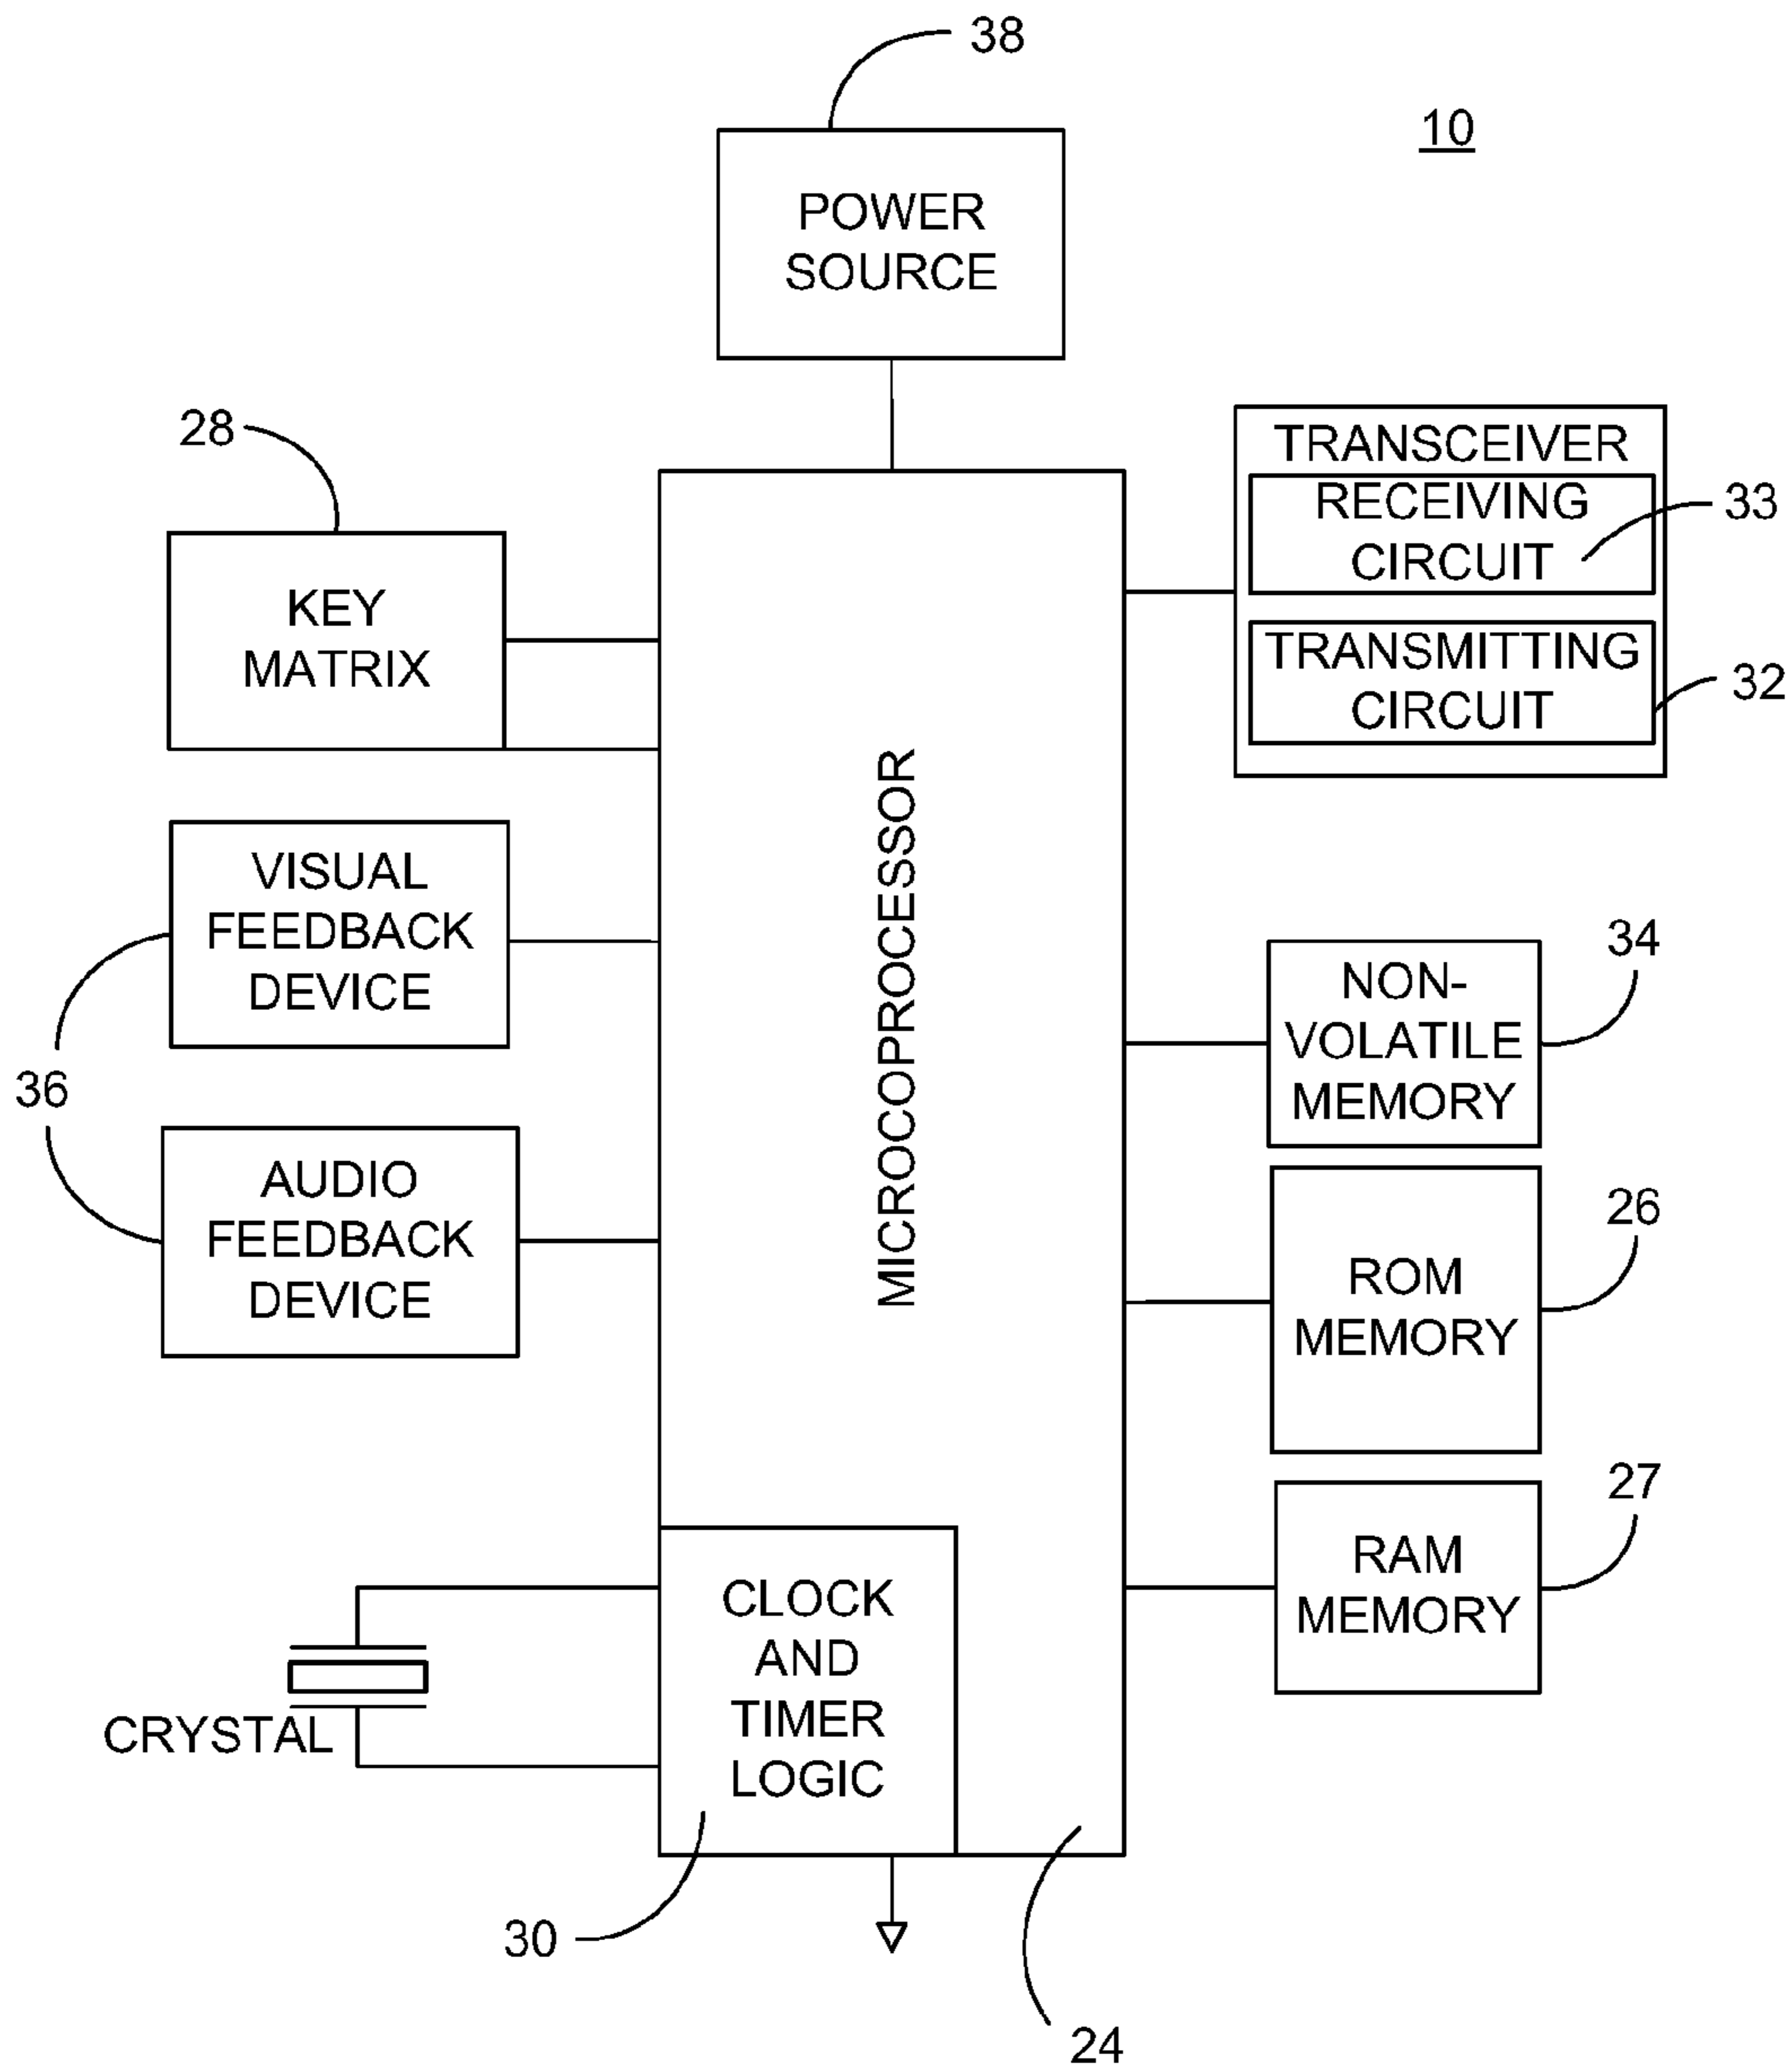 38
10
POWER
SOURCE
28
TRANSCEIVER
RECEIVING
CIRCUIT
33
TRANSMITTING
CIRCUIT
32
KEY
MATRIX
MICROCOPROCESSOR
VISUAL
FEEDBACK
DEVICE
36
AUDIO
FEEDBACK
DEVICE
34
NON-
VOLATILE
MEMORY
26
ROM
MEMORY
27
RAM
MEMORY
CLOCK
AND
TIMER
LOGIC
CRYSTAL
30
24